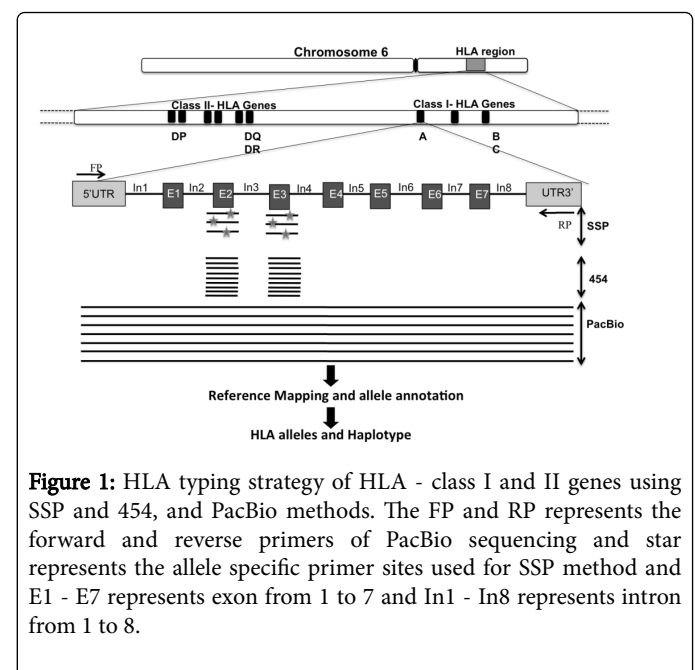 Chromosome 6 HLA region
Class II- HLA Genes Class I- HLA Genes
DP DQ A B
DR C
FP
5'UTR In1 E1 In2 E2 In3 E3 In4 E4 In5 E5 In6 E6 In7 E7 In8 UTR3'
RP SSP
454
PacBio
Reference Mapping and allele annotation
HLA alleles and Haplotype
Figure 1: HLA typing strategy of HLA - class I and II genes using
SSP and 454, and PacBio methods. The FP and RP represents the
forward and reverse primers of PacBio sequencing and star
represents the allele specific primer sites used for SSP method and
E1 - E7 represents exon from 1 to 7 and In1 - In8 represents intron
from 1 to 8.